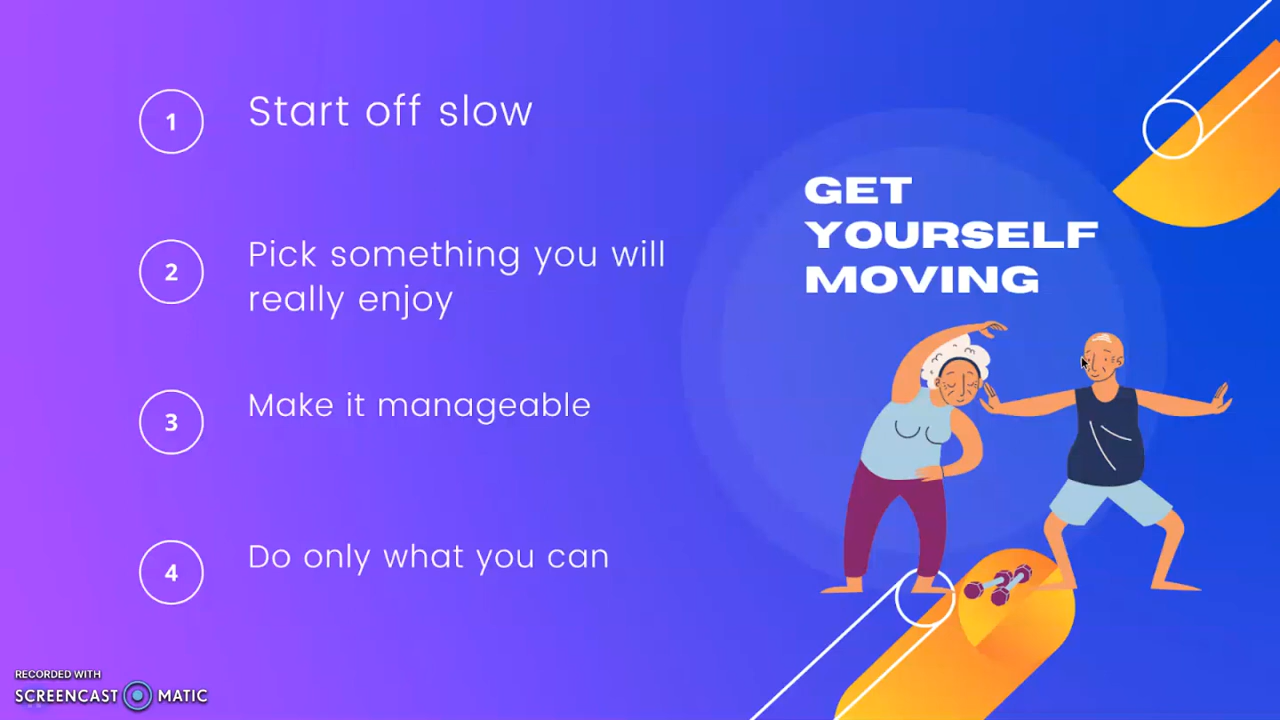 1
Start off slow
2
Pick something you will
really enjoy
3
Make it manageable
4
Do only what you can
GET
YOURSELF
MOVING
RECORDED WITH
SCREENCAST MATIC